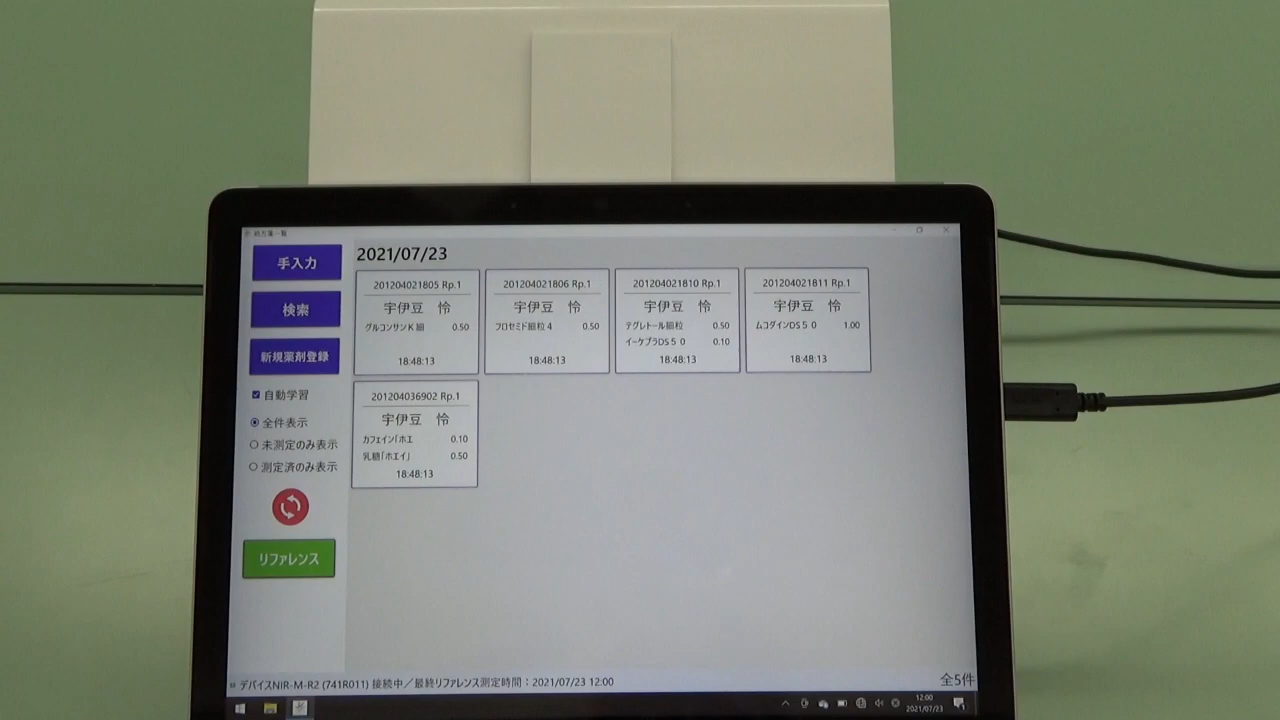 処方箋一覧
手入力
検索
新規薬剤登録
自動学習
全件表示
未測定のみ表示
測定済のみ表示
リファレンス
2021/07/23
201204021805 Rp.1
宇伊豆 怜
グルコンサンK細 0.50
18:48:13
201204021806 Rp.1
宇伊豆 怜
フロセミド細粒4 0.50
18:48:13
201204021810 Rp.1
宇伊豆 怜
テグレトール細粒 0.50
イーケプラDS50 0.10
18:48:13
201204021811 Rp.1
宇伊豆 怜
ムコダインDS50 1.00
18:48:13
201204036902 Rp.1
宇伊豆 怜
カフェイン「ホエ 0.10
乳糖「ホエイ」 0.50
18:48:13
デバイスNIR-M-R2 (741R011) 接続中/最終リファレンス測定時間:2021/07/23 12:00
全5件
12:00
2021/07/23